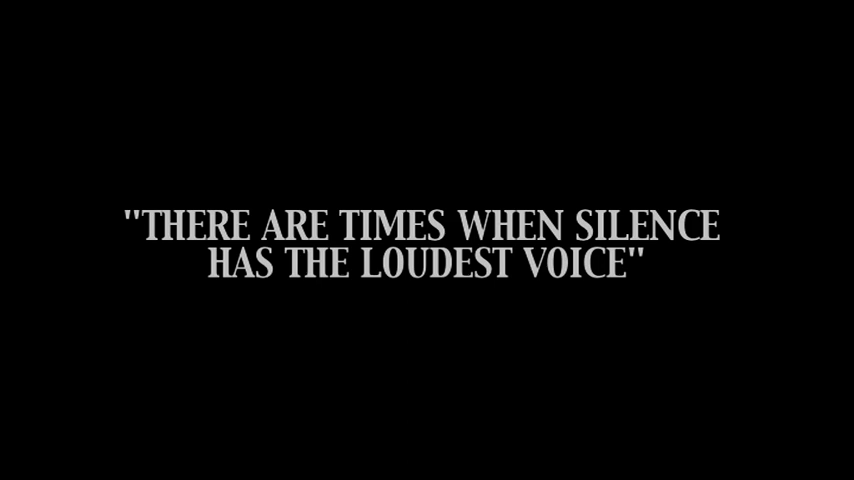 "THERE ARE TIMES WHEN SILENCE
HAS THE LOUDEST VOICE"